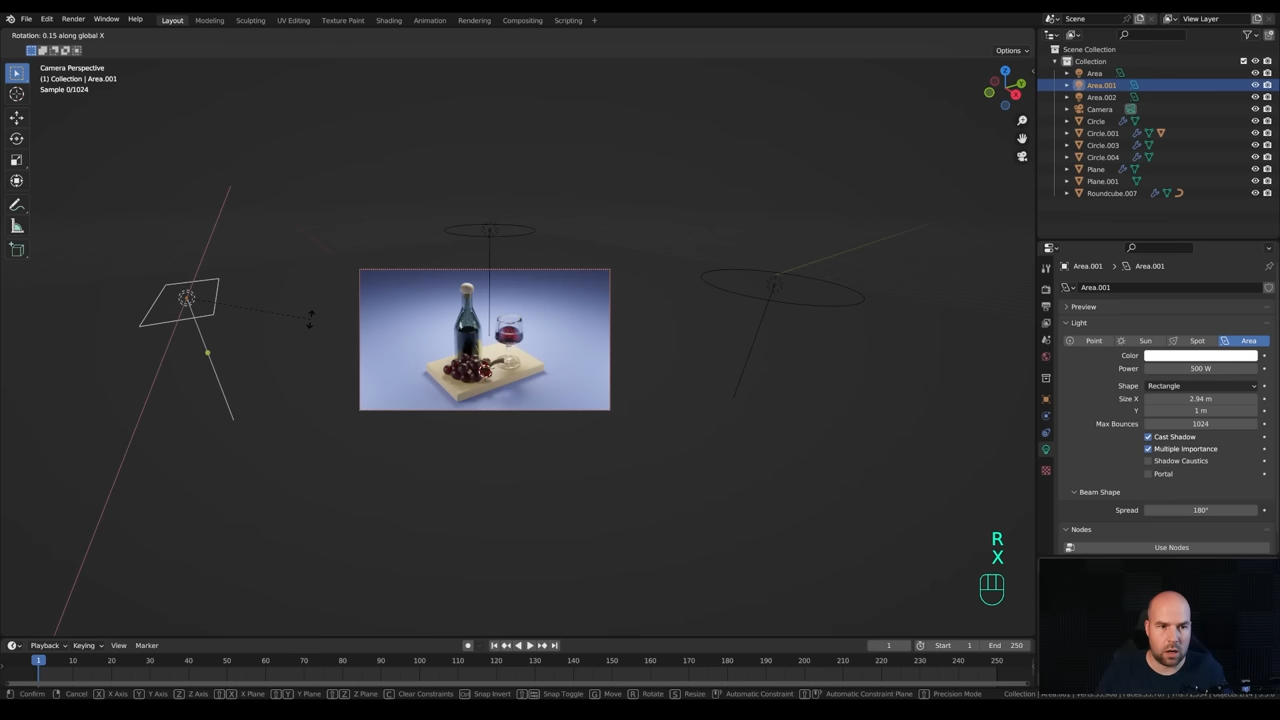 File Edit Render Window Help Layout Modeling Sculpting UV Editing Texture Paint Shading Animation Rendering Compositing Scripting + Scene View Layer
Rotation: 0.15 along global X
Options
Camera Perspective
(1) Collection | Area.001
Sample 0/1024
Z
Y
X
R
X
Scene Collection
Collection
Area
Area.001
Area.002
Camera
Circle
Circle.001
Circle.003
Circle.004
Plane
Plane.001
Roundcube.007
Area.001 > Area.001
Area.001
Preview
Light
Point Sun Spot Area
Color
Power 500 W
Shape Rectangle
Size X 2.94 m
Y 1 m
Max Bounces 1024
Cast Shadow
Multiple Importance
Shadow Caustics
Portal
Beam Shape
Spread 180°
Nodes
Use Nodes
Playback Keying View Marker 1 Start 1 End 250
1 10 20 30 40 50 60 70 80 90 100 110 120 130 140 150 160 170 180 190 200 210 220 230 240 250
Confirm Cancel X X Axis Y Y Axis Z Z Axis X X Plane Y Y Plane Z Z Plane C Clear Constraints Snap Invert Snap Toggle G Move R Rotate S Resize Automatic Constraint Automatic Constraint Plane Precision Mode